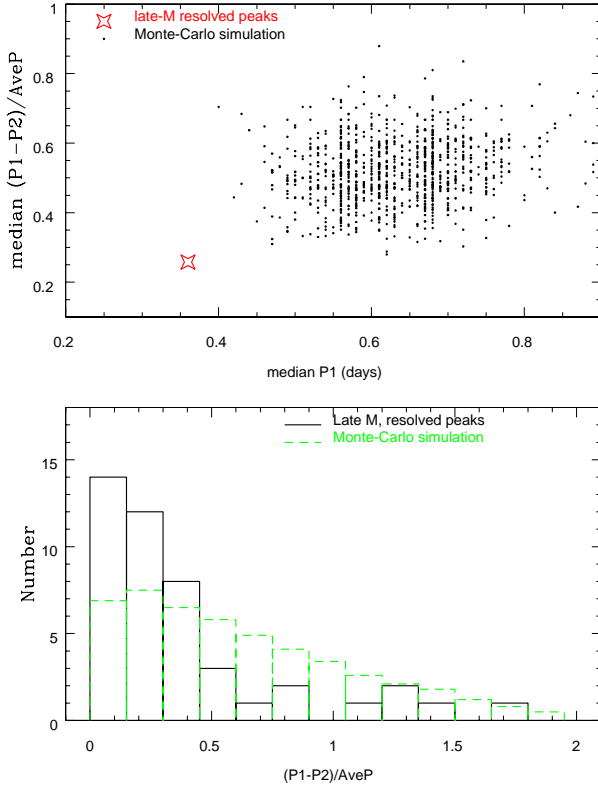 late-M resolved peaks
Monte-Carlo simulation
median (P1-P2)/AveP
1
0.8
0.6
0.4
0.2
0.2 0.4 0.6 0.8
median P1 (days)
Late M, resolved peaks
Monte-Carlo simulation
Number
15
10
5
0
0 0.5 1 1.5 2
(P1-P2)/AveP